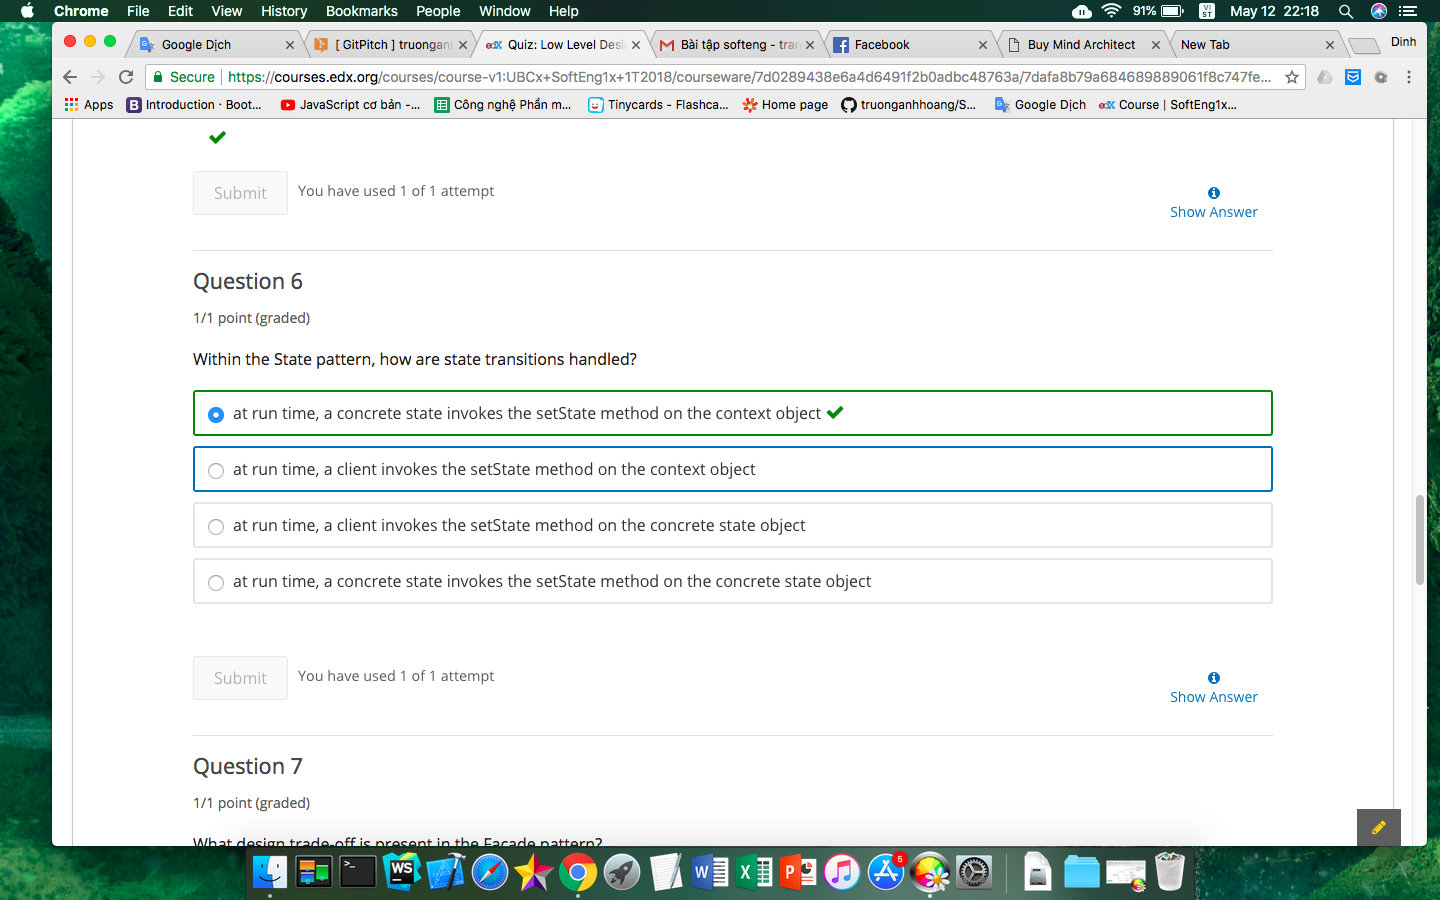 Chrome File Edit View History Bookmarks People Window Help 91% VI ST May 12 22:18
Google Dịch [ GitPitch ] truongan Quiz: Low Level Desi Bài tập softeng - tran Facebook Buy Mind Architect New Tab Dinh
Secure https://courses.edx.org/courses/course-v1:UBCx+SoftEng1x+1T2018/courseware/7d0289438e6a4d6491f2b0adbc48763a/7dafa8b79a684689889061f8c747fe...
Apps Introduction · Boot... JavaScript cơ bản -... Công nghệ Phần m... Tinycards - Flashca... Home page truonganhhoang/S... Google Dịch edX Course | SoftEng1x...
Submit You have used 1 of 1 attempt
Show Answer
Question 6
1/1 point (graded)
Within the State pattern, how are state transitions handled?
at run time, a concrete state invokes the setState method on the context object
at run time, a client invokes the setState method on the context object
at run time, a client invokes the setState method on the concrete state object
at run time, a concrete state invokes the setState method on the concrete state object
Submit You have used 1 of 1 attempt
Show Answer
Question 7
1/1 point (graded)
What design trade-off is present in the Facade pattern?
WS
W X P 5